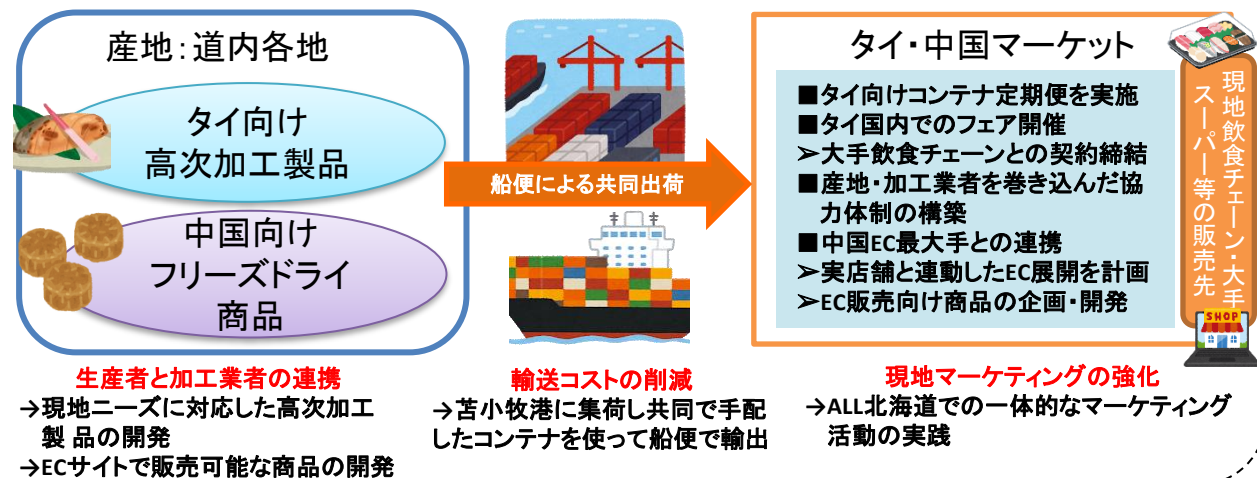 産地：道内各地
タイ向け
高次加工製品
中国向け
フリーズドライ
商品
生産者と加工業者の連携
→現地ニーズに対応した高次加工
製 品の開発
→ECサイトで販売可能な商品の開発
船便による共同出荷
輸送コストの削減
→苫小牧港に集荷し共同で手配
したコンテナを使って船便で輸出
タイ・中国マーケット
■タイ向けコンテナ定期便を実施
■タイ国内でのフェア開催
➢大手飲食チェーンとの契約締結
■産地・加工業者を巻き込んだ協
力体制の構築
■中国EC最大手との連携
➢実店舗と連動したEC展開を計画
➢EC販売向け商品の企画・開発
現地飲食チェーン・大手
スーパー等の販売先
SHOP
現地マーケティングの強化
→ALL北海道での一体的なマーケティング
活動の実践